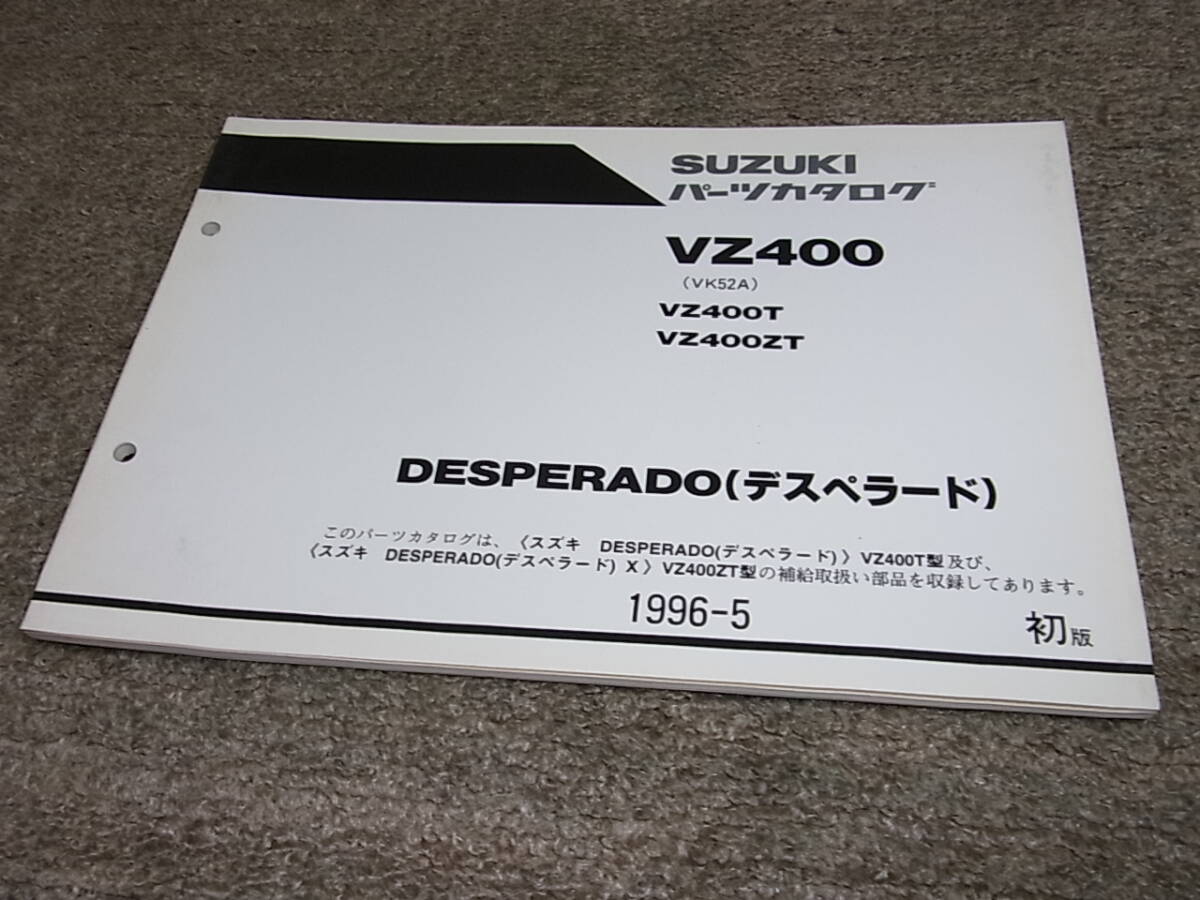 SUZUKI
パーツカタログ
VZ400
(VK52A)
VZ400T
VZ400ZT
DESPERADO(デスペラード)
このパーツカタログは、〈スズキ DESPERADO(デスペラード)〉VZ400T型及び、
〈スズキ DESPERADO(デスペラード) X〉VZ400ZT型の補給取扱い部品を収録してあります。
1996-5
初版